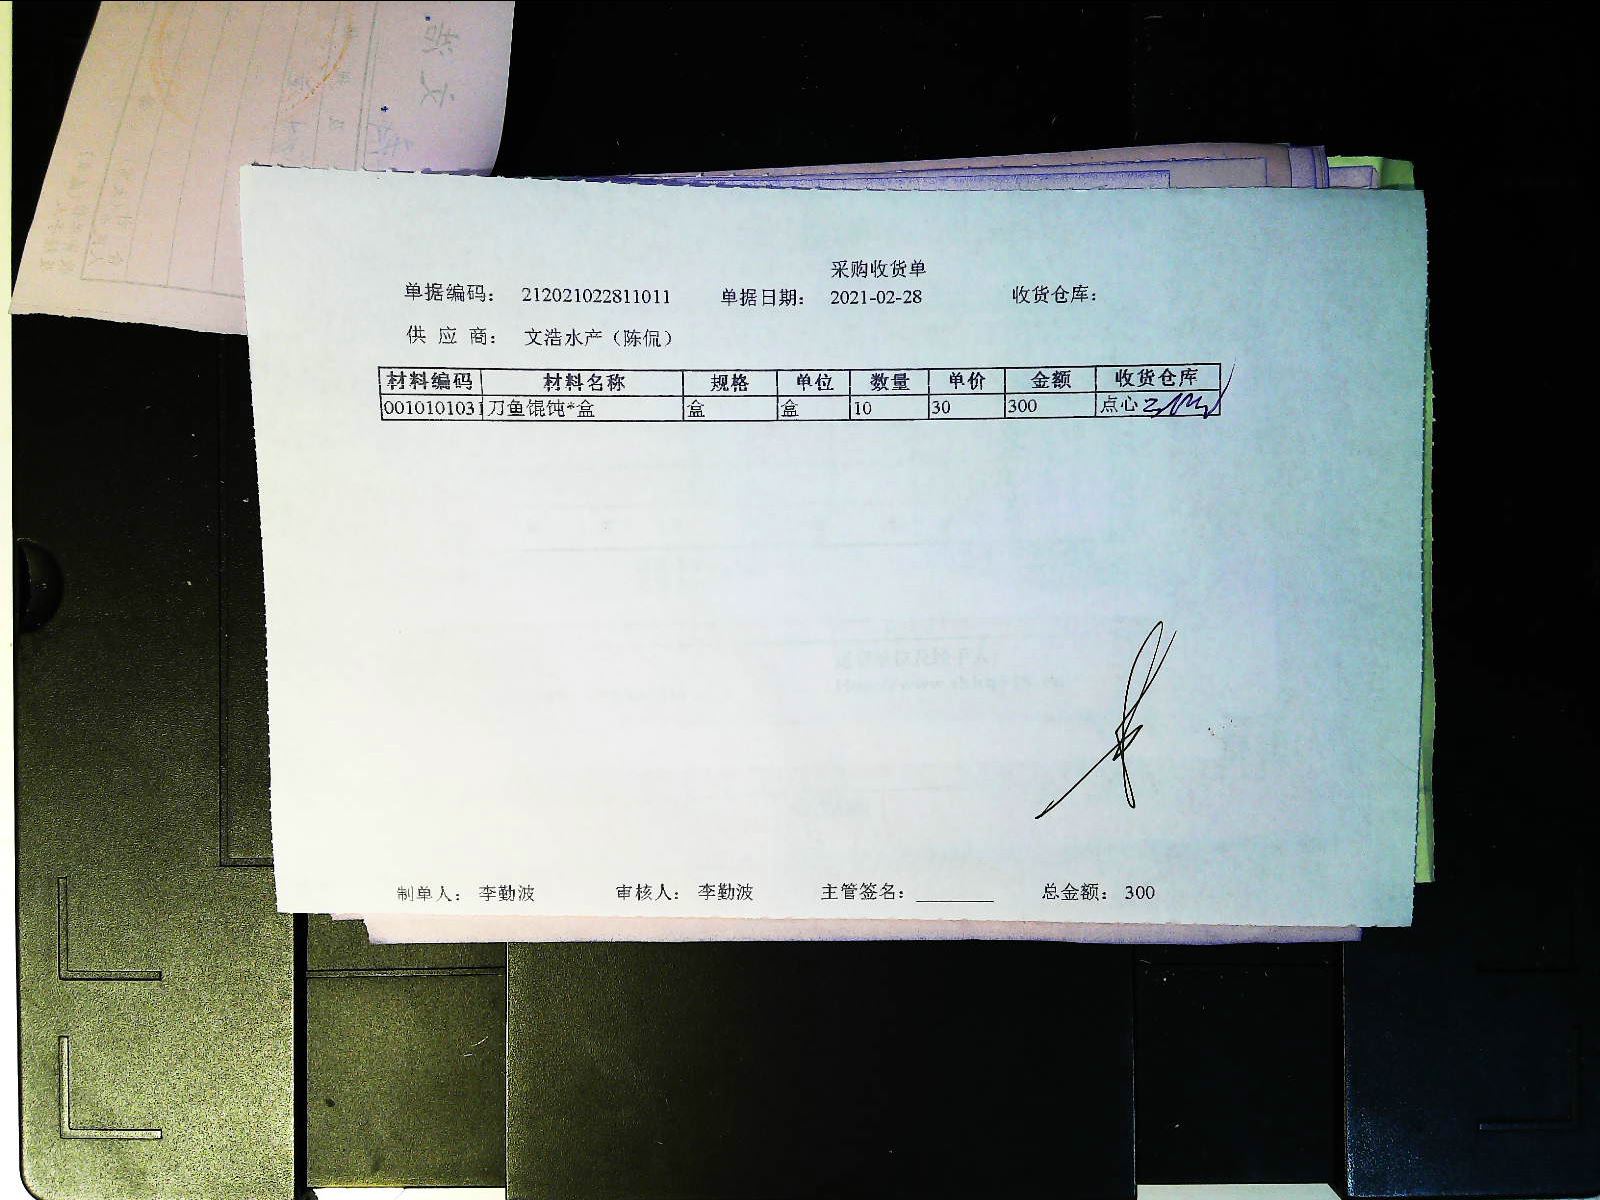 采购收货单
单据编码： 212021022811011 单据日期： 2021-02-28 收货仓库：
供 应 商： 文浩水产（陈侃）
材料编码 材料名称 规格 单位 数量 单价 金额 收货仓库
0010101031 刀鱼馄饨*盒 盒 盒 10 30 300 点心
制单人： 李勤波 审核人： 李勤波 主管签名：________ 总金额： 300